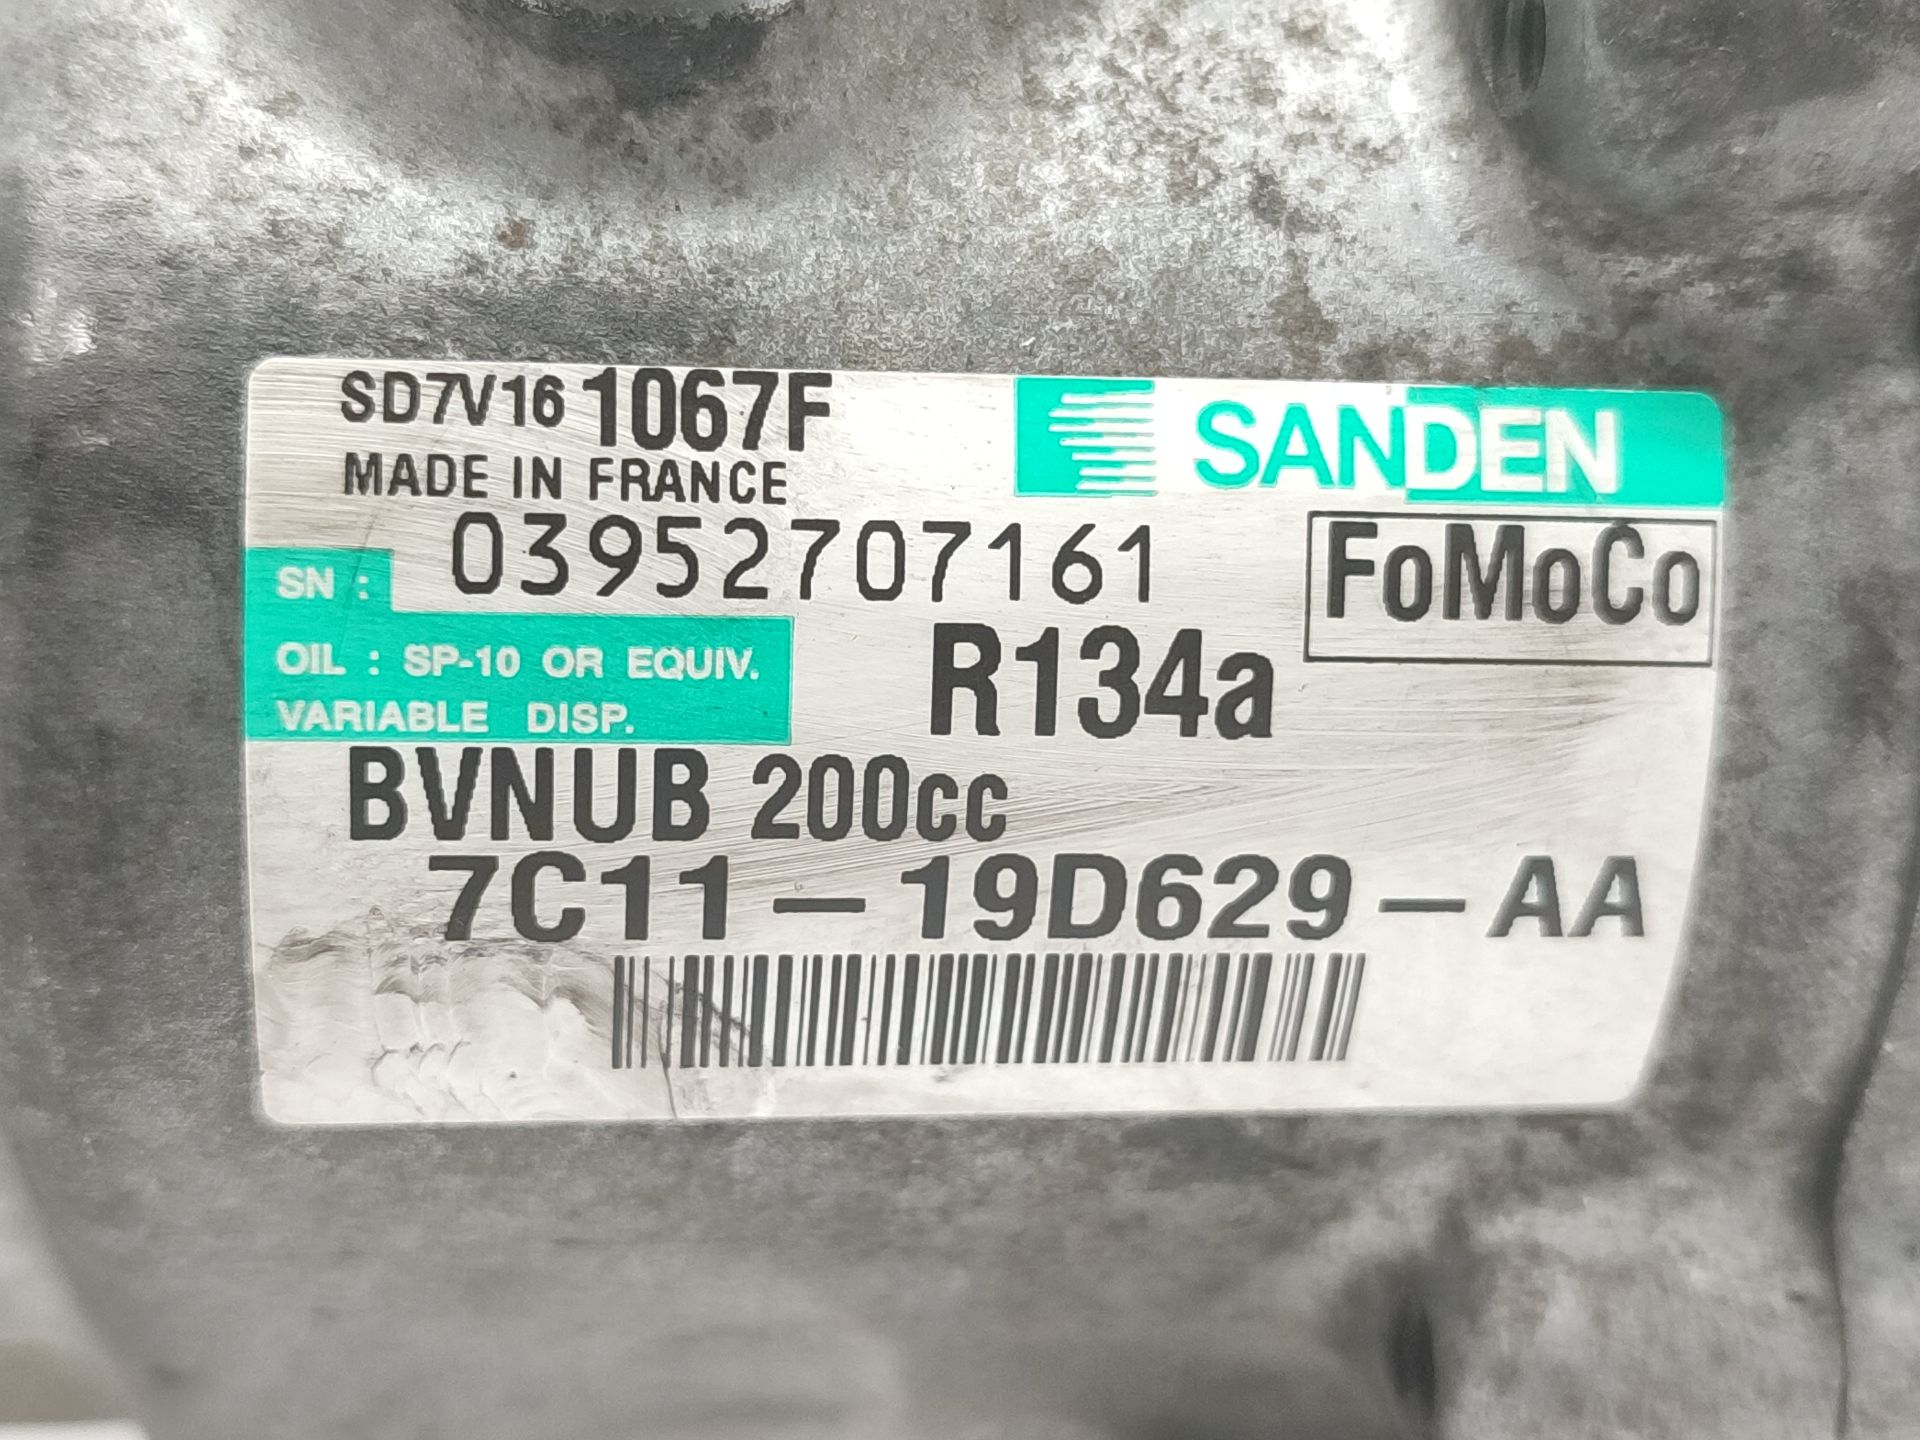 SD7V16 1067F
SANDEN
MADE IN FRANCE
SN : 03952707161
FoMoCo
OIL : SP-10 OR EQUIV.
VARIABLE DISP.
R134a
BVNUB 200cc
7C11-19D629-AA